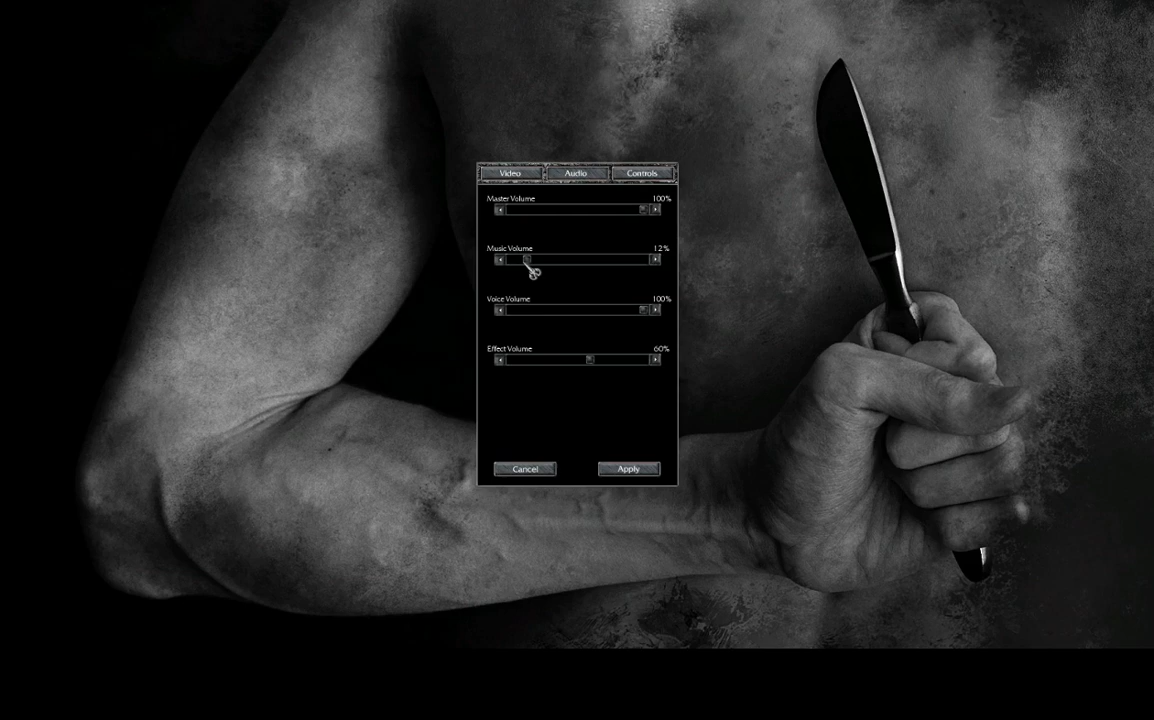 Video Audio Controls
Master Volume 100%
Music Volume 12%
Voice Volume 100%
Effect Volume 60%
Cancel Apply